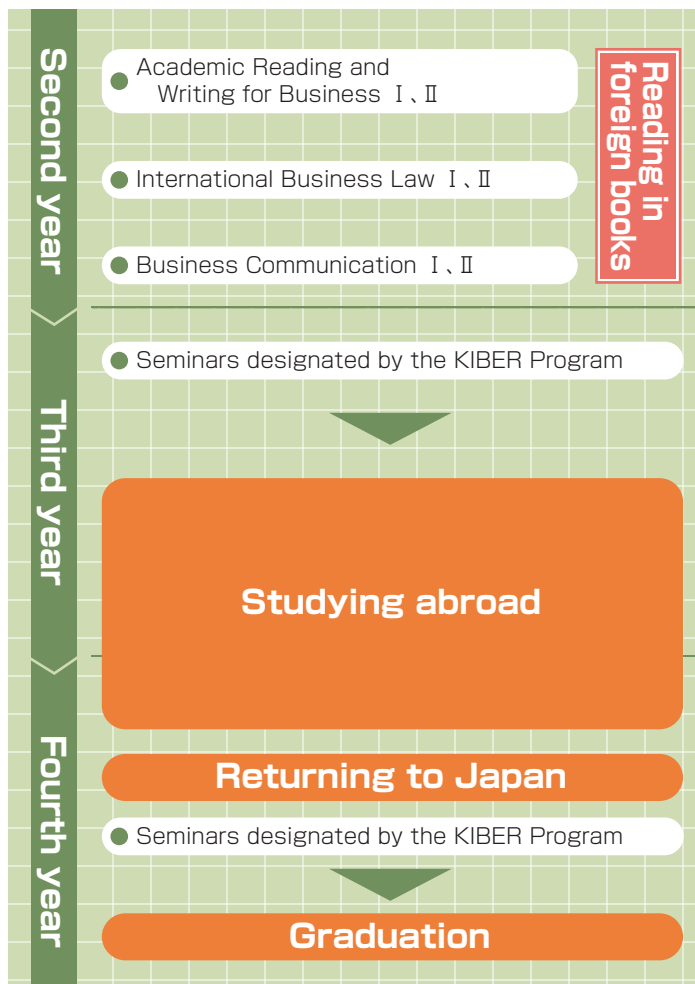 Second year
Academic Reading and
Writing for Business Ⅰ、Ⅱ
International Business Law Ⅰ、Ⅱ
Business Communication Ⅰ、Ⅱ
Reading in
foreign books
Third year
Seminars designated by the KIBER Program
Studying abroad
Fourth year
Returning to Japan
Seminars designated by the KIBER Program
Graduation